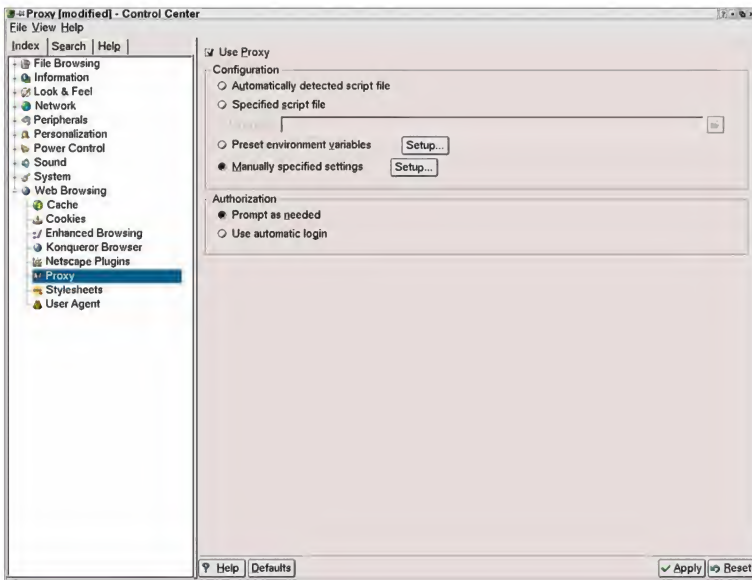 Proxy [modified] - Control Center
File View Help
Index Search Help
File Browsing
Information
Look & Feel
Network
Peripherals
Personalization
Power Control
Sound
System
Web Browsing
Cache
Cookies
Enhanced Browsing
Konqueror Browser
Netscape Plugins
Proxy
Stylesheets
User Agent
Use Proxy
Configuration
Automatically detected script file
Specified script file
Preset environment variables Setup...
Manually specified settings Setup...
Authorization
Prompt as needed
Use automatic login
Help Defaults
Apply Reset